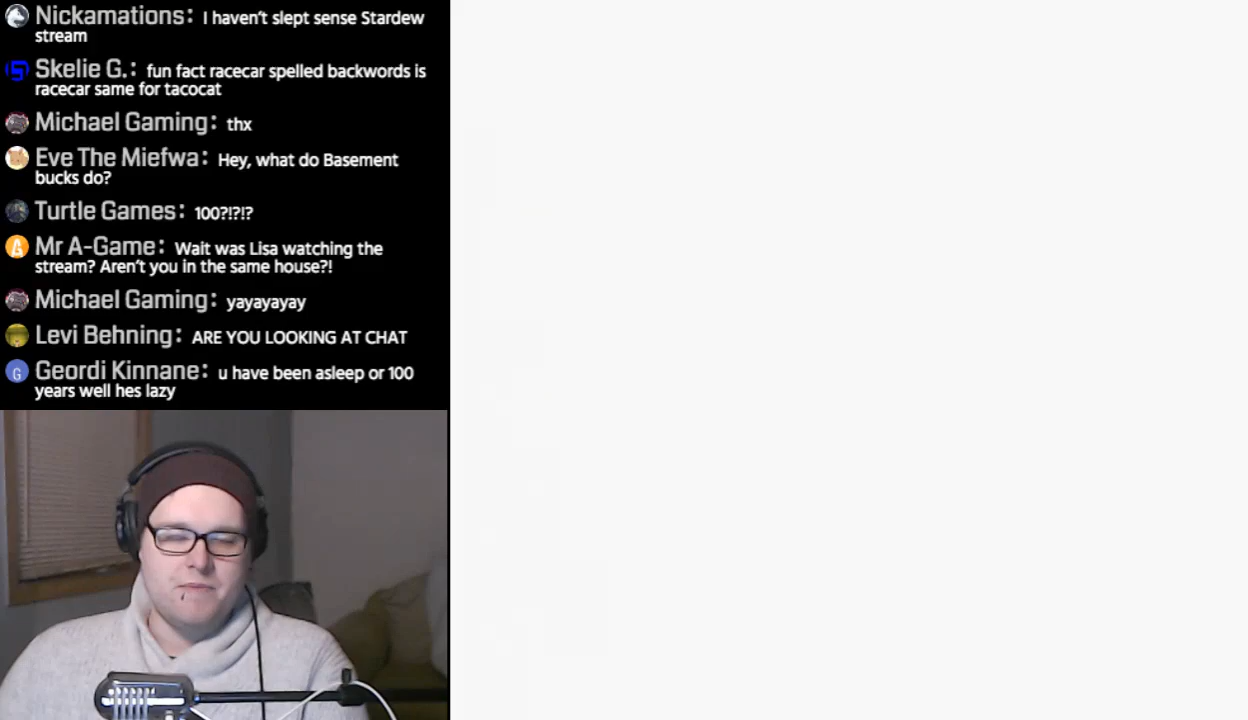 Nickamations: I haven't slept sense Stardew
stream
Skelie G.: fun fact racecar spelled backwords is
racecar same for tacocat
Michael Gaming: thx
Eve The Miefwa: Hey, what do Basement
bucks do?
Turtle Games: 100?!?!?
Mr A-Game: Wait was Lisa watching the
stream? Aren't you in the same house?!
Michael Gaming: yayayayay
Levi Behning: ARE YOU LOOKING AT CHAT
G Geordi Kinnane: u have been asleep or 100
years well hes lazy